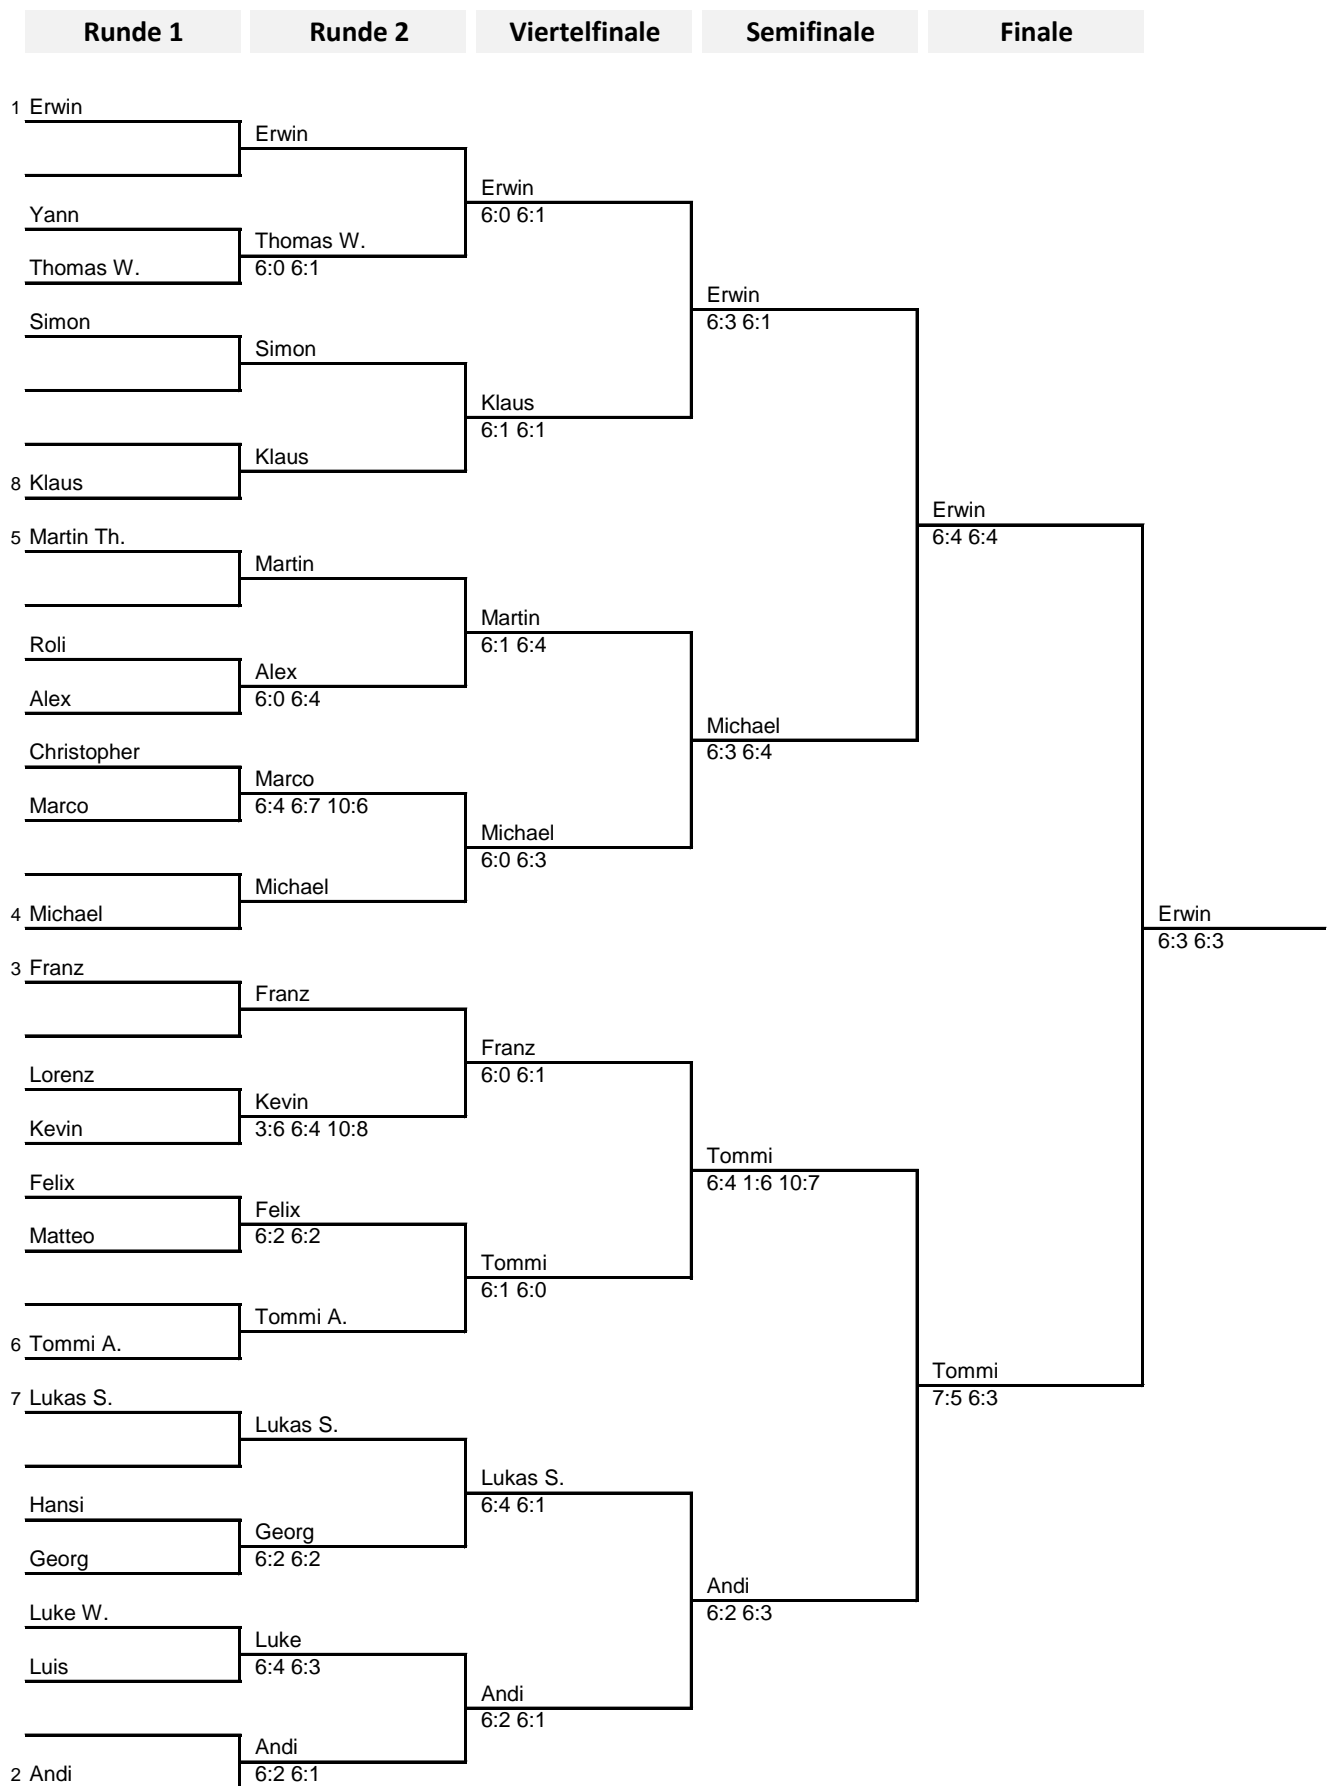 Runde 1 Runde 2 Viertelfinale Semifinale Finale
1 Erwin
Erwin
Erwin
6:0 6:1
Yann
Thomas W.
6:0 6:1
Thomas W.
Erwin
6:3 6:1
Simon
Simon
Klaus
6:1 6:1
Klaus
8 Klaus
Erwin
6:4 6:4
5 Martin Th.
Martin
Martin
6:1 6:4
Roli
Alex
6:0 6:4
Alex
Michael
6:3 6:4
Christopher
Marco
6:4 6:7 10:6
Marco
Michael
6:0 6:3
Michael
4 Michael
Erwin
6:3 6:3
3 Franz
Franz
Franz
6:0 6:1
Lorenz
Kevin
3:6 6:4 10:8
Kevin
Tommi
6:4 1:6 10:7
Felix
Felix
6:2 6:2
Matteo
Tommi
6:1 6:0
Tommi A.
6 Tommi A.
Tommi
7:5 6:3
7 Lukas S.
Lukas S.
Lukas S.
6:4 6:1
Hansi
Georg
6:2 6:2
Georg
Andi
6:2 6:3
Luke W.
Luke
6:4 6:3
Luis
Andi
6:2 6:1
Andi
6:2 6:1
2 Andi